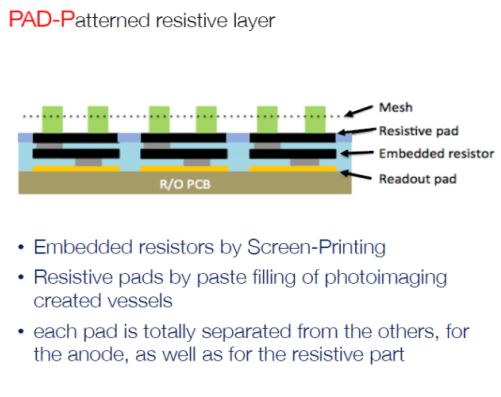 PAD-Patterned resistive layer
Mesh
Resistive pad
Embedded resistor
Readout pad
R/O PCB
• Embedded resistors by Screen-Printing
• Resistive pads by paste filling of photoimaging
created vessels
• each pad is totally separated from the others, for
the anode, as well as for the resistive part